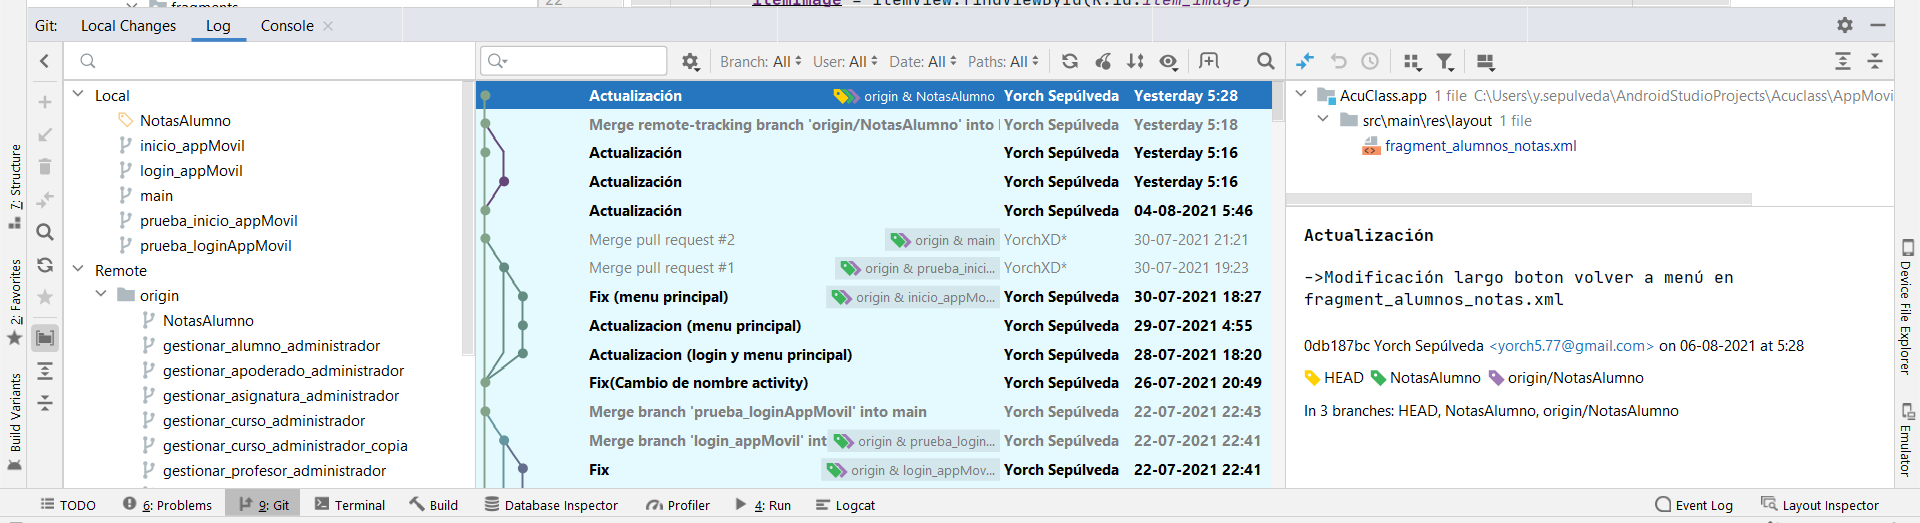 fragments
22
itemImage = itemView.findViewById(R.id.item_image)
Git: Local Changes Log Console
Branch: All User: All Date: All Paths: All
Local
NotasAlumno
inicio_appMovil
login_appMovil
main
prueba_inicio_appMovil
prueba_loginAppMovil
Remote
origin
NotasAlumno
gestionar_alumno_administrador
gestionar_apoderado_administrador
gestionar_asignatura_administrador
gestionar_curso_administrador
gestionar_curso_administrador_copia
gestionar_profesor_administrador
Actualización origin & NotasAlumno Yorch Sepúlveda Yesterday 5:28
Merge remote-tracking branch 'origin/NotasAlumno' into Yorch Sepúlveda Yesterday 5:18
Actualización Yorch Sepúlveda Yesterday 5:16
Actualización Yorch Sepúlveda Yesterday 5:16
Actualización Yorch Sepúlveda 04-08-2021 5:46
Merge pull request #2 origin & main YorchXD* 30-07-2021 21:21
Merge pull request #1 origin & prueba_inici... YorchXD* 30-07-2021 19:23
Fix (menu principal) origin & inicio_appMo... Yorch Sepúlveda 30-07-2021 18:27
Actualizacion (menu principal) Yorch Sepúlveda 29-07-2021 4:55
Actualizacion (login y menu principal) Yorch Sepúlveda 28-07-2021 18:20
Fix(Cambio de nombre activity) Yorch Sepúlveda 26-07-2021 20:49
Merge branch 'prueba_loginAppMovil' into main Yorch Sepúlveda 22-07-2021 22:43
Merge branch 'login_appMovil' int origin & prueba_login... Yorch Sepúlveda 22-07-2021 22:41
Fix origin & login_appMov... Yorch Sepúlveda 22-07-2021 22:41
AcuClass.app 1 file C:\Users\y.sepulveda\AndroidStudioProjects\Acuclass\AppMovi
src\main\res\layout 1 file
fragment_alumnos_notas.xml
Actualización
->Modificación largo boton volver a menú en
fragment_alumnos_notas.xml
0db187bc Yorch Sepúlveda <yorch5.77@gmail.com> on 06-08-2021 at 5:28
HEAD NotasAlumno origin/NotasAlumno
In 3 branches: HEAD, NotasAlumno, origin/NotasAlumno
7: Structure
2: Favorites
Build Variants
Device File Explorer
Emulator
TODO 6: Problems 9: Git Terminal Build Database Inspector Profiler 4: Run Logcat Event Log Layout Inspector